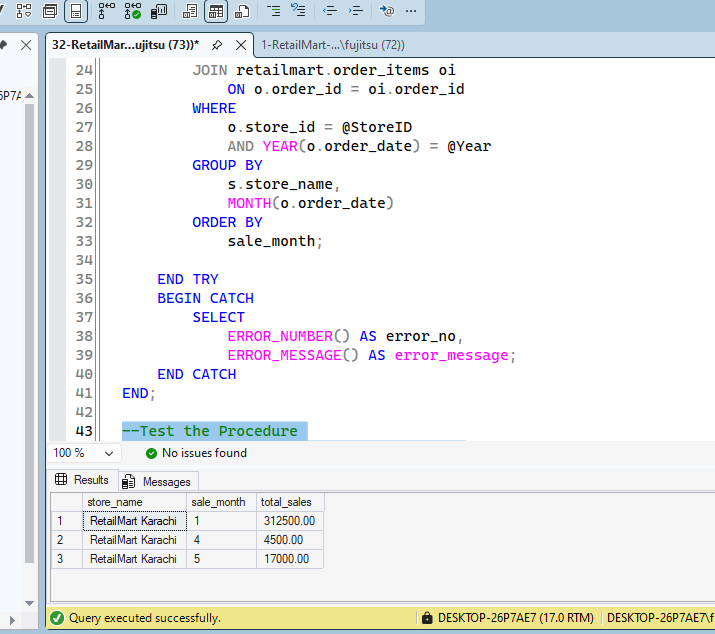 32-RetailMar...ujitsu (73))*
1-RetailMart-...\fujitsu (72))
24 JOIN retailmart.order_items oi
25 ON o.order_id = oi.order_id
26 WHERE
27 o.store_id = @StoreID
28 AND YEAR(o.order_date) = @Year
29 GROUP BY
30 s.store_name,
31 MONTH(o.order_date)
32 ORDER BY
33 sale_month;
34
35 END TRY
36 BEGIN CATCH
37 SELECT
38 ERROR_NUMBER() AS error_no,
39 ERROR_MESSAGE() AS error_message;
40 END CATCH
41 END;
42
43 --Test the Procedure
100 % No issues found
Results Messages
store_name sale_month total_sales
1 RetailMart Karachi 1 312500.00
2 RetailMart Karachi 4 4500.00
3 RetailMart Karachi 5 17000.00
Query executed successfully. DESKTOP-26P7AE7 (17.0 RTM) DESKTOP-26P7AE7\f